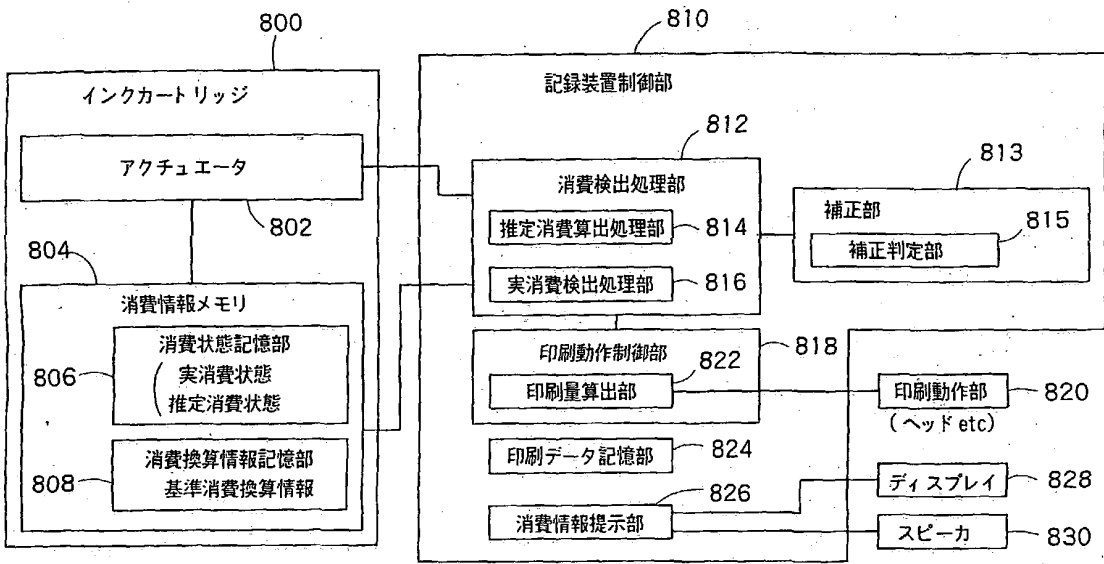 800
インクカートリッジ
アクチュエータ
802
804
消費情報メモリ
消費状態記憶部
実消費状態
推定消費状態
806
消費換算情報記憶部
基準消費換算情報
808
810
記録装置制御部
812
消費検出処理部
推定消費算出処理部
814
実消費検出処理部
816
813
補正部
815
補正判定部
印刷動作制御部
818
822
印刷量算出部
印刷動作部
820
(ヘッド etc)
印刷データ記憶部
824
826
消費情報提示部
ディスプレイ
828
スピーカ
830